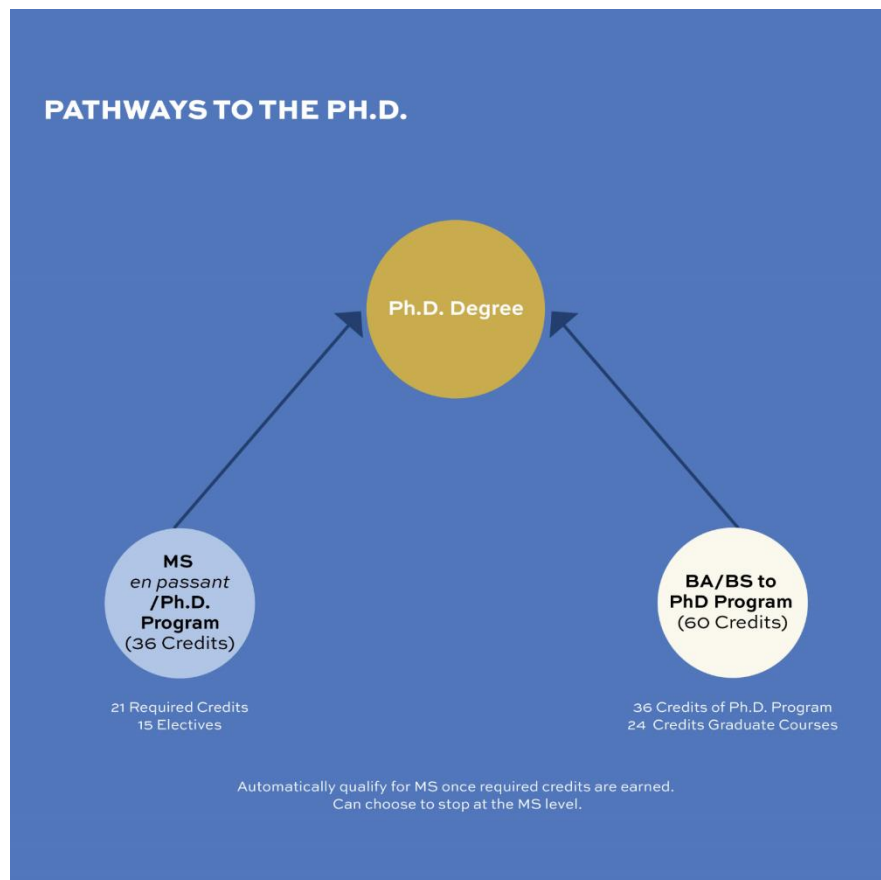 PATHWAYS TO THE PH.D.
Ph.D. Degree
MS
en passant
/Ph.D.
Program
(36 Credits)
21 Required Credits
15 Electives
BA/BS to
PhD Program
(60 Credits)
36 Credits of Ph.D. Program
24 Credits Graduate Courses
Automatically qualify for MS once required credits are earned.
Can choose to stop at the MS level.